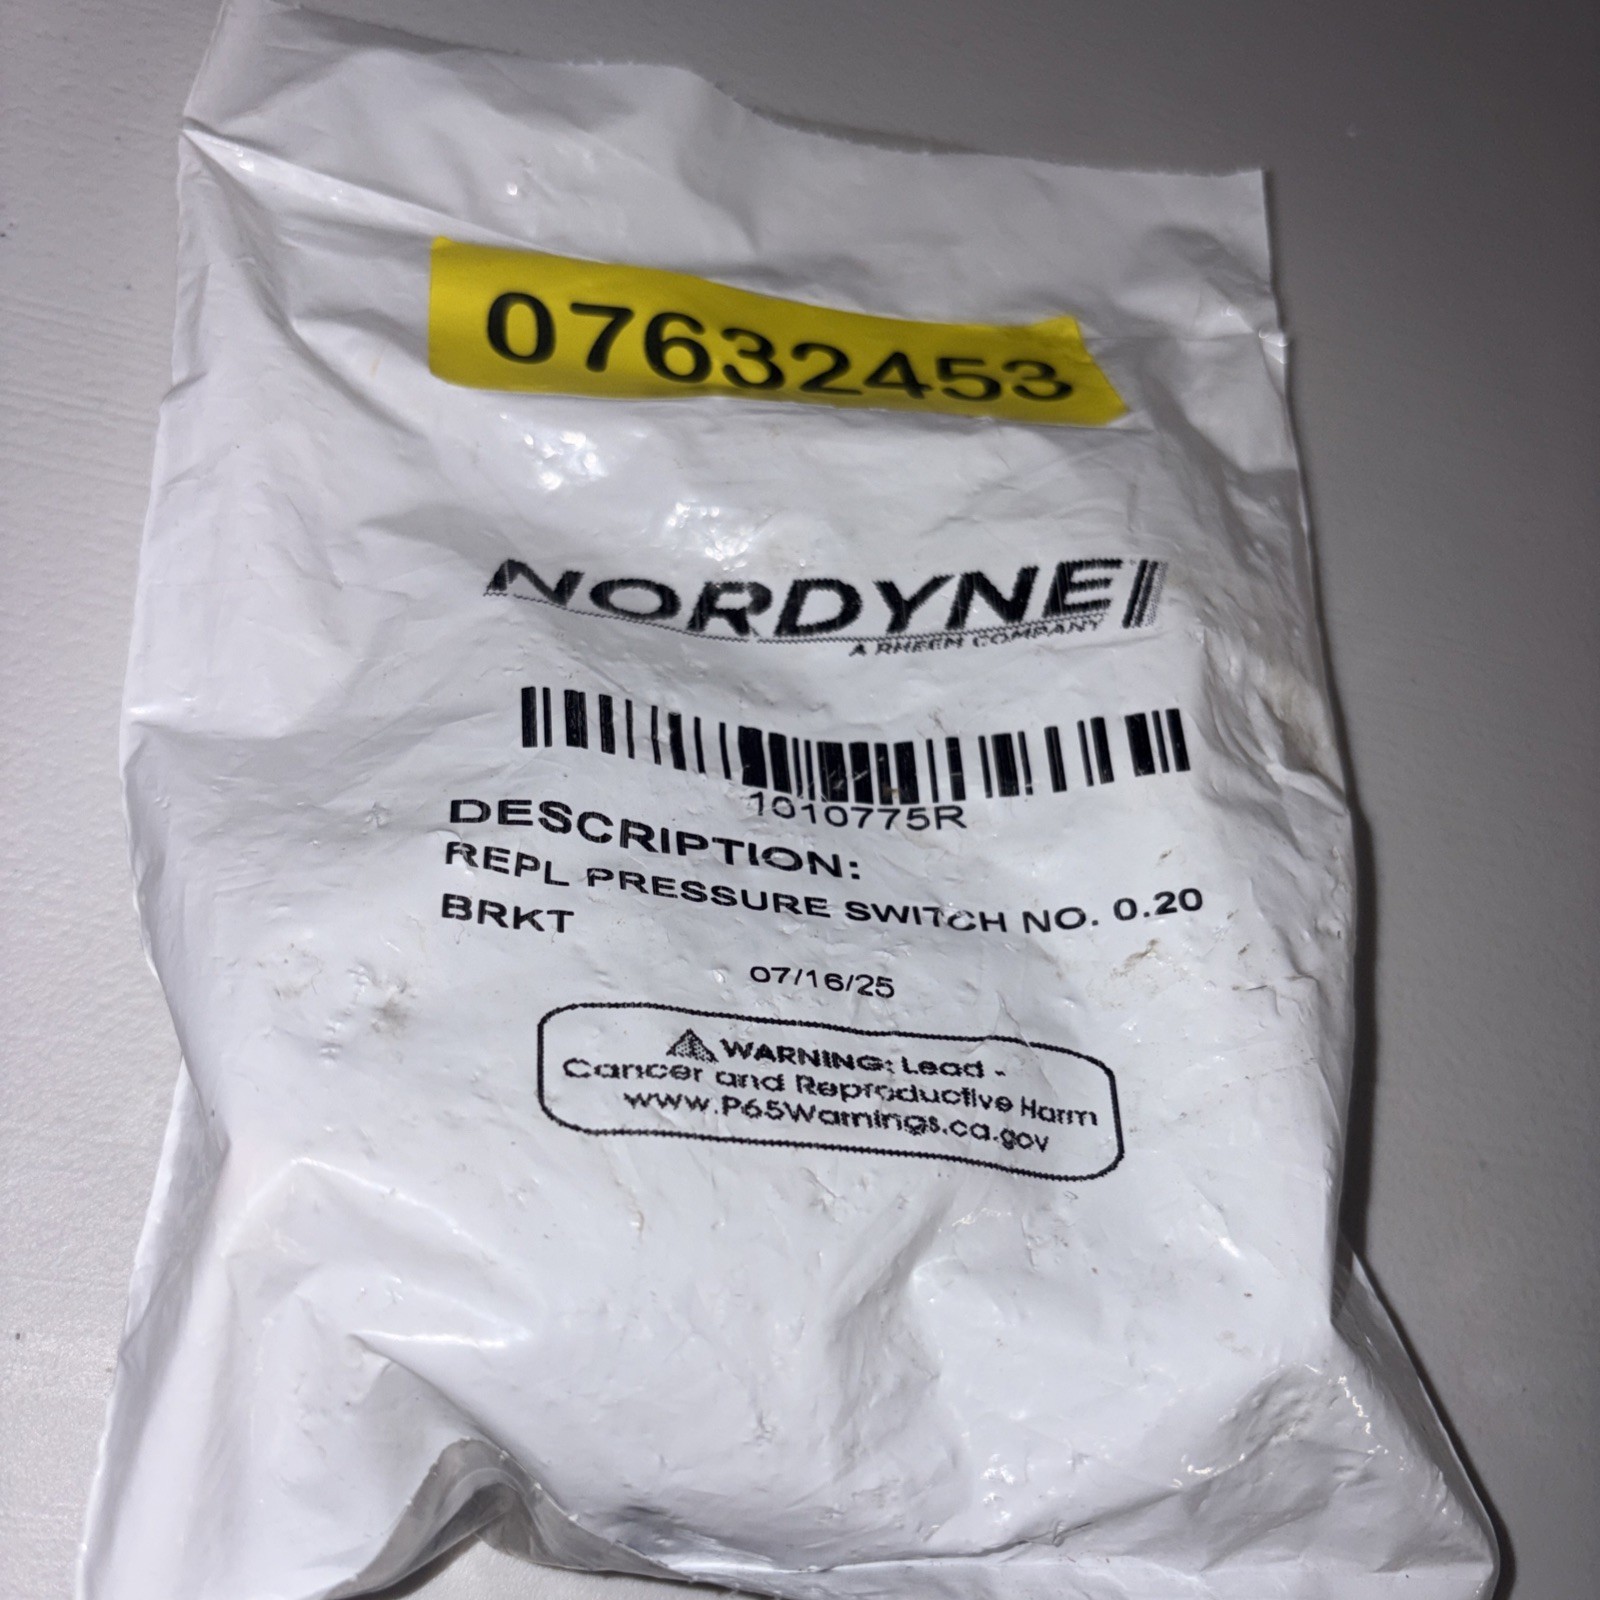 07632453
NORDYNE
A RHEEM COMPANY
1010775R
DESCRIPTION:
REPL PRESSURE SWITCH NO. 0.20
BRKT
07/16/25
WARNING: Lead -
Cancer and Reproductive Harm
www.P65Warnings.ca.gov